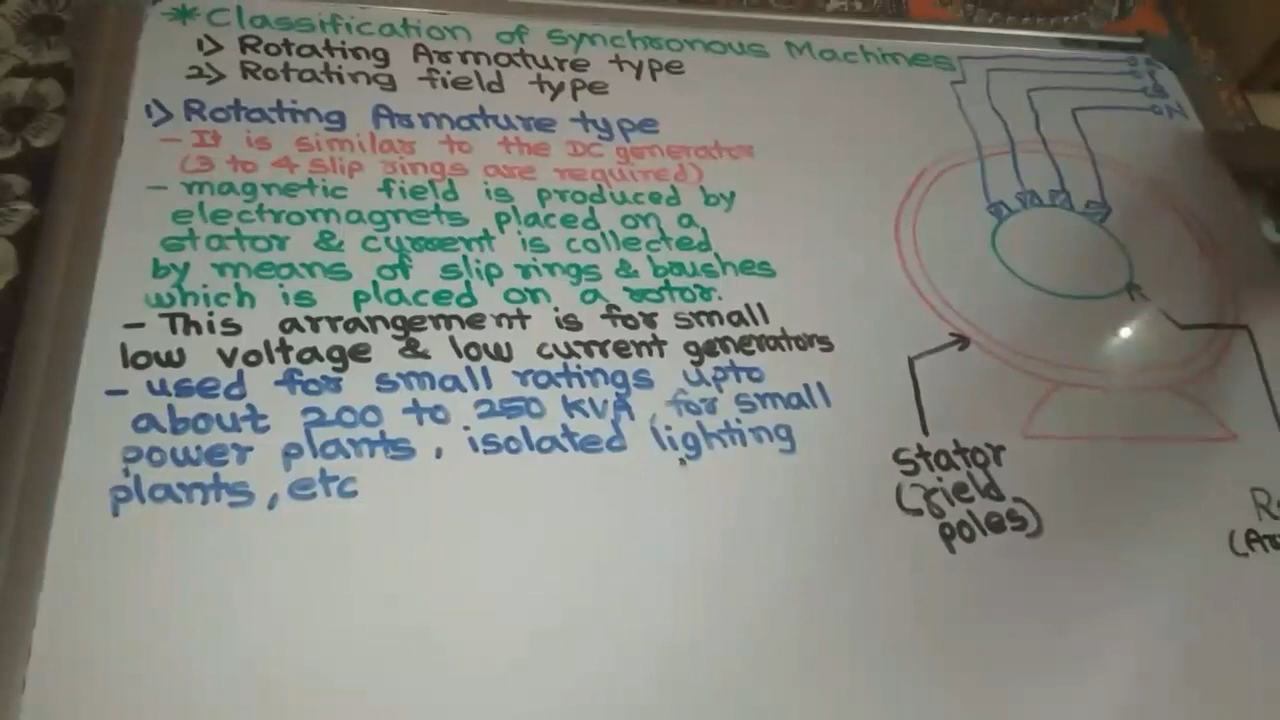 * Classification of Synchronous Machines
1) Rotating Armature type
2) Rotating field type
1) Rotating Armature type
- It is similar to the DC generator
(3 to 4 slip rings are required)
- magnetic field is produced by
electromagnets placed on a
stator & current is collected
by means of slip rings & boushes
which is placed on a rotor.
- This arrangement is for small
low voltage & low current generators
- used for small ratings upto
about 200 to 250 KVA, for small
power plants, isolated lighting
plants, etc
R
Y
B
N
Stator
(field
poles)